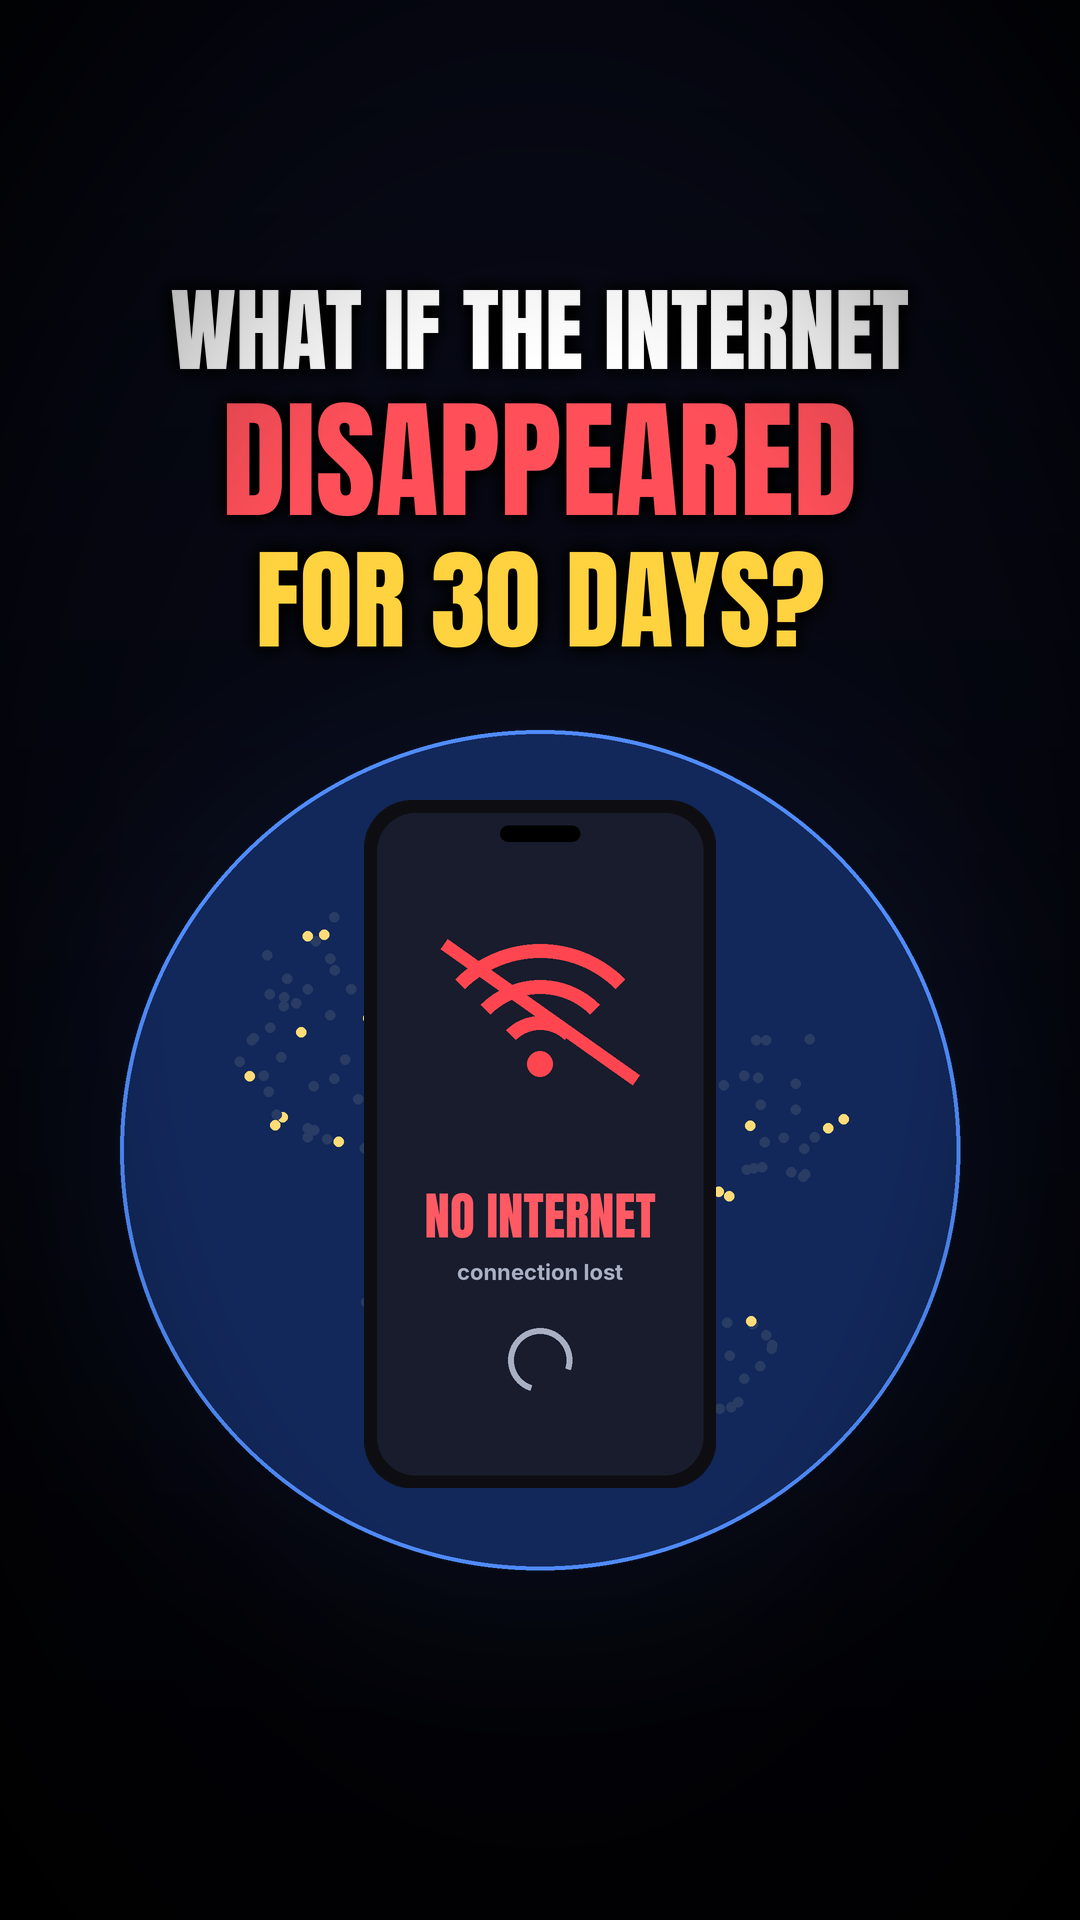 WHAT IF THE INTERNET
DISAPPEARED
FOR 30 DAYS?
NO INTERNET
connection lost